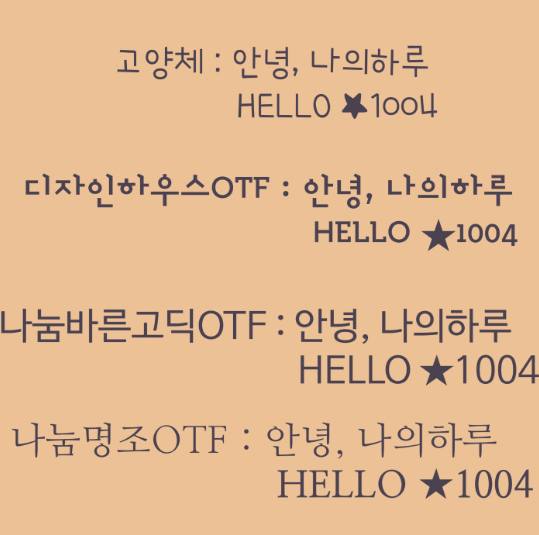 고양체 : 안녕, 나의하루
HELLO ★1004
디자인하우스OTF : 안녕, 나의하루
HELLO ★1004
나눔바른고딕OTF : 안녕, 나의하루
HELLO ★1004
나눔명조OTF : 안녕, 나의하루
HELLO ★1004